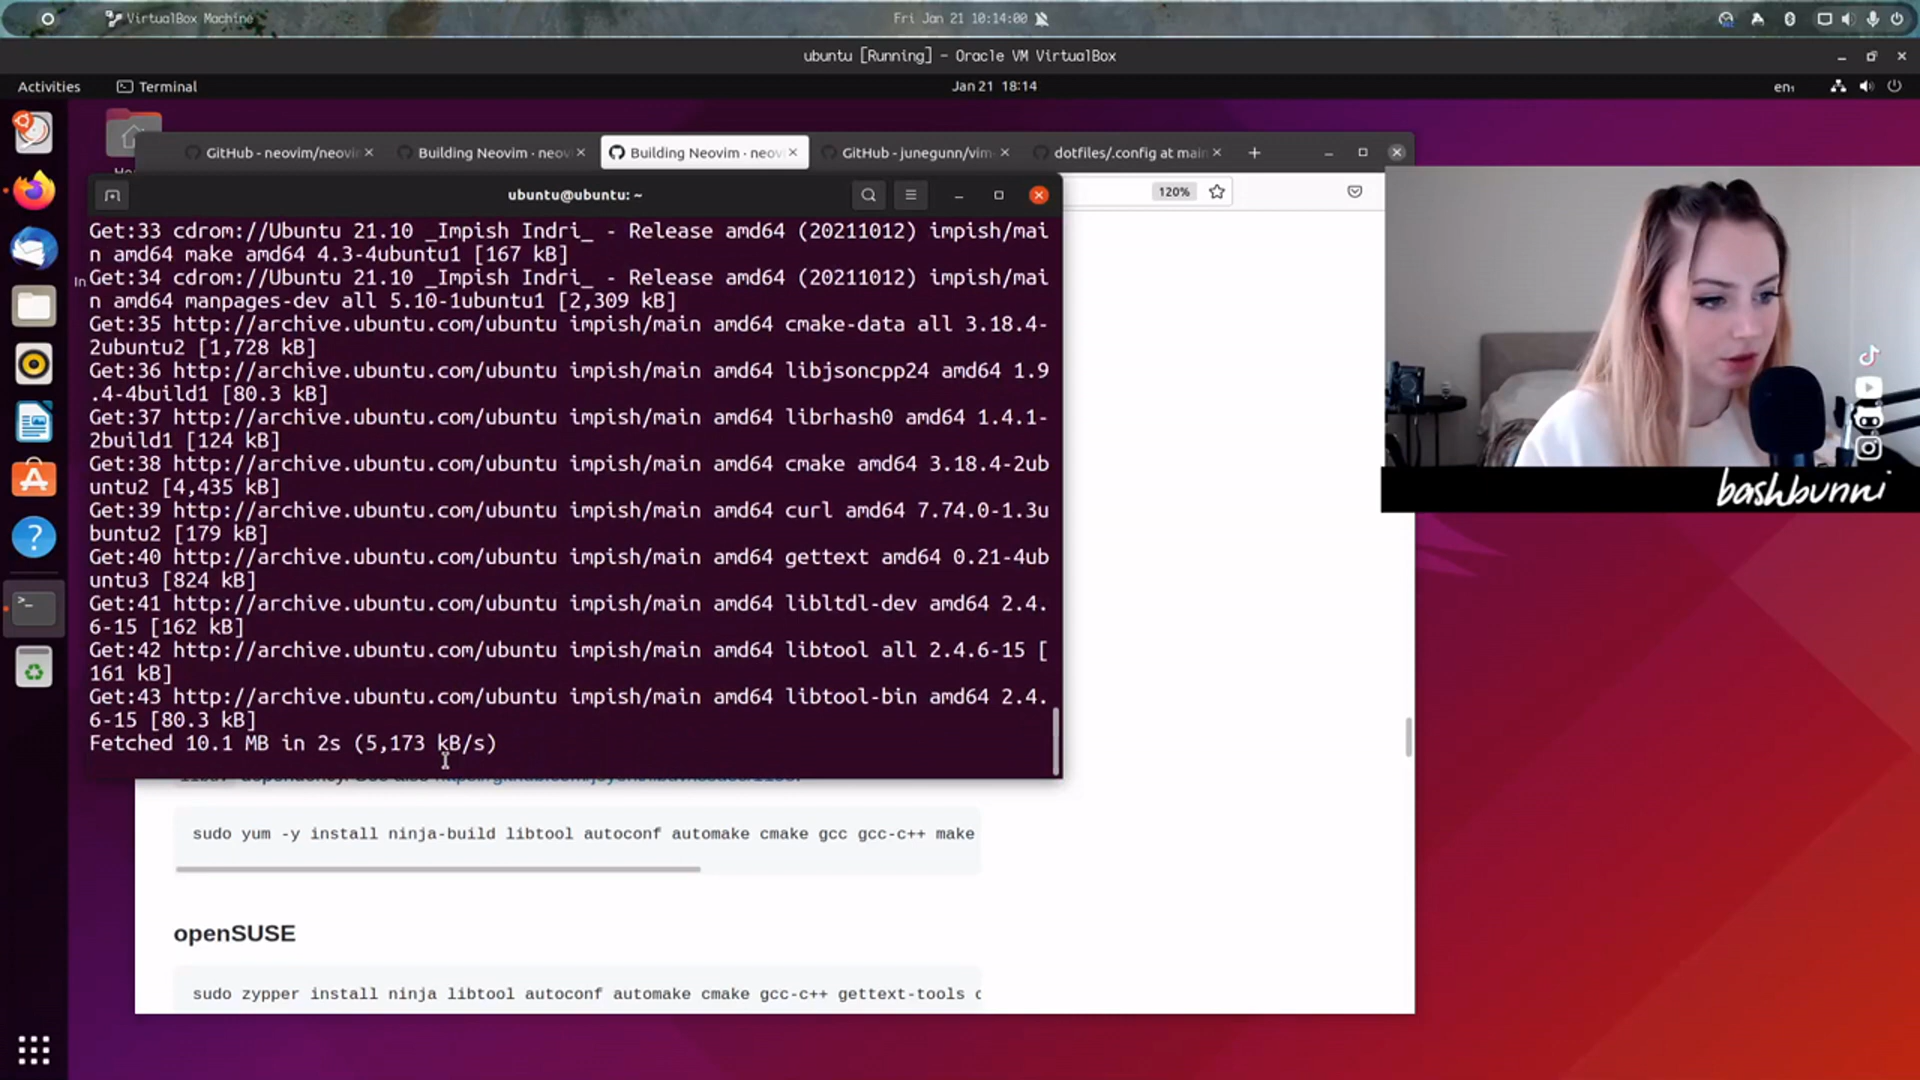 VirtualBox Machine
Fri Jan 21 10:14:00
ubuntu [Running] - Oracle VM VirtualBox
Activities
Terminal
Jan 21 18:14
en₁
GitHub - neovim/neovi
Building Neovim · neo
Building Neovim · neov
GitHub - junegunn/vim-
dotfiles/.config at main
120%
ubuntu@ubuntu: ~
Get:33 cdrom://Ubuntu 21.10 _Impish Indri_ - Release amd64 (20211012) impish/mai
n amd64 make amd64 4.3-4ubuntu1 [167 kB]
Get:34 cdrom://Ubuntu 21.10 _Impish Indri_ - Release amd64 (20211012) impish/mai
n amd64 manpages-dev all 5.10-1ubuntu1 [2,309 kB]
Get:35 http://archive.ubuntu.com/ubuntu impish/main amd64 cmake-data all 3.18.4-
2ubuntu2 [1,728 kB]
Get:36 http://archive.ubuntu.com/ubuntu impish/main amd64 libjsoncpp24 amd64 1.9
.4-4build1 [80.3 kB]
Get:37 http://archive.ubuntu.com/ubuntu impish/main amd64 librhash0 amd64 1.4.1-
2build1 [124 kB]
Get:38 http://archive.ubuntu.com/ubuntu impish/main amd64 cmake amd64 3.18.4-2ub
untu2 [4,435 kB]
Get:39 http://archive.ubuntu.com/ubuntu impish/main amd64 curl amd64 7.74.0-1.3u
buntu2 [179 kB]
Get:40 http://archive.ubuntu.com/ubuntu impish/main amd64 gettext amd64 0.21-4ub
untu3 [824 kB]
Get:41 http://archive.ubuntu.com/ubuntu impish/main amd64 libltdl-dev amd64 2.4.
6-15 [162 kB]
Get:42 http://archive.ubuntu.com/ubuntu impish/main amd64 libtool all 2.4.6-15 [
161 kB]
Get:43 http://archive.ubuntu.com/ubuntu impish/main amd64 libtool-bin amd64 2.4.
6-15 [80.3 kB]
Fetched 10.1 MB in 2s (5,173 kB/s)
sudo yum -y install ninja-build libtool autoconf automake cmake gcc gcc-c++ make
openSUSE
sudo zypper install ninja libtool autoconf automake cmake gcc-c++ gettext-tools c
bashbunni